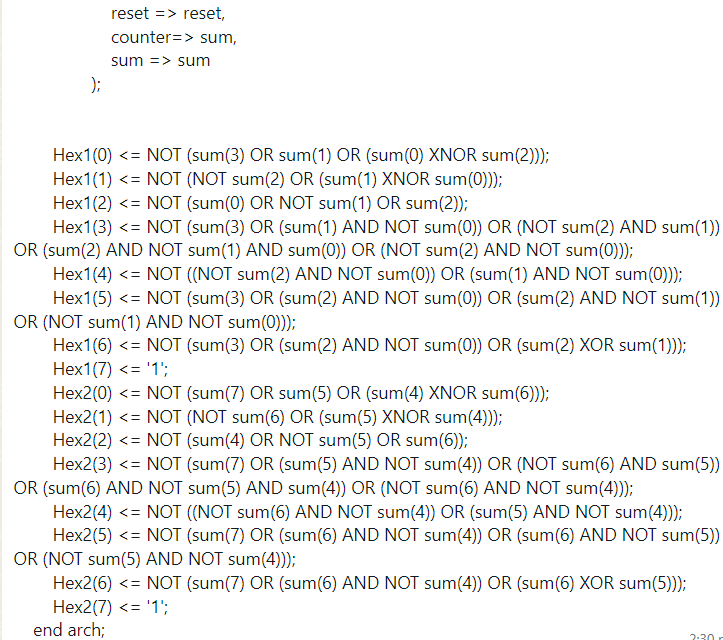 reset => reset,
counter=> sum,
sum => sum
);
Hex1(0) <= NOT (sum(3) OR sum(1) OR (sum(0) XNOR sum(2)));
Hex1(1) <= NOT (NOT sum(2) OR (sum(1) XNOR sum(0)));
Hex1(2) <= NOT (sum(0) OR NOT sum(1) OR sum(2));
Hex1(3) <= NOT (sum(3) OR (sum(1) AND NOT sum(0)) OR (NOT sum(2) AND sum(1))
OR (sum(2) AND NOT sum(1) AND sum(0)) OR (NOT sum(2) AND NOT sum(0)));
Hex1(4) <= NOT ((NOT sum(2) AND NOT sum(0)) OR (sum(1) AND NOT sum(0)));
Hex1(5) <= NOT (sum(3) OR (sum(2) AND NOT sum(0)) OR (sum(2) AND NOT sum(1))
OR (NOT sum(1) AND NOT sum(0)));
Hex1(6) <= NOT (sum(3) OR (sum(2) AND NOT sum(0)) OR (sum(2) XOR sum(1)));
Hex1(7) <= '1';
Hex2(0) <= NOT (sum(7) OR sum(5) OR (sum(4) XNOR sum(6)));
Hex2(1) <= NOT (NOT sum(6) OR (sum(5) XNOR sum(4)));
Hex2(2) <= NOT (sum(4) OR NOT sum(5) OR sum(6));
Hex2(3) <= NOT (sum(7) OR (sum(5) AND NOT sum(4)) OR (NOT sum(6) AND sum(5))
OR (sum(6) AND NOT sum(5) AND sum(4)) OR (NOT sum(6) AND NOT sum(4)));
Hex2(4) <= NOT ((NOT sum(6) AND NOT sum(4)) OR (sum(5) AND NOT sum(4)));
Hex2(5) <= NOT (sum(7) OR (sum(6) AND NOT sum(4)) OR (sum(6) AND NOT sum(5))
OR (NOT sum(5) AND NOT sum(4)));
Hex2(6) <= NOT (sum(7) OR (sum(6) AND NOT sum(4)) OR (sum(6) XOR sum(5)));
Hex2(7) <= '1';
end arch;